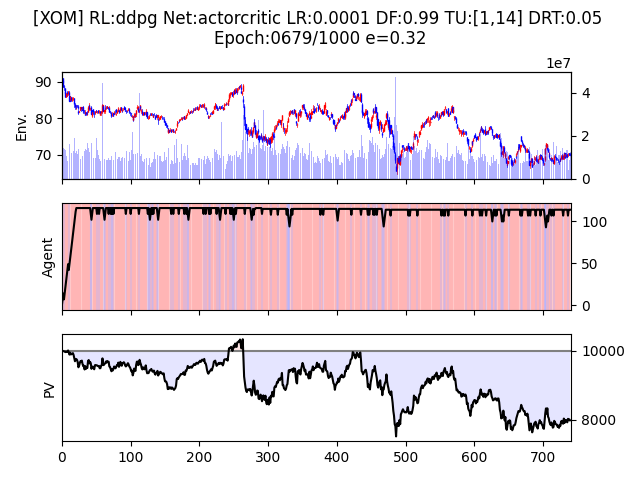 [XOM] RL:ddpg Net:actorcritic LR:0.0001 DF:0.99 TU:[1,14] DRT:0.05
Epoch:0679/1000 e=0.32
1e7
90
80
70
Env.
4
2
0
Agent
100
50
0
PV
10000
8000
0 100 200 300 400 500 600 700